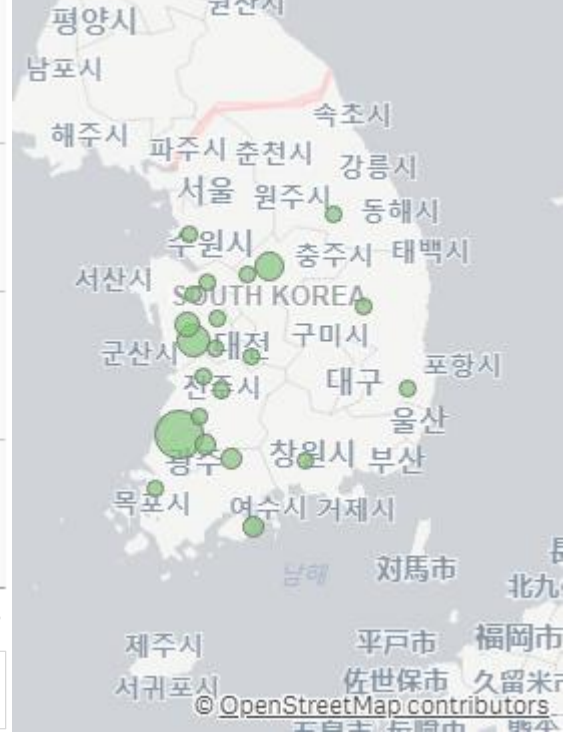 원산시
평양시
남포시
속초시
해주시
파주시 춘천시
강릉시
서울 원주시
동해시
수원시
충주시 태백시
서산시
SOUTH KOREA
대전 구미시
군산시
포항시
전주시
대구
울산
광주 창원시 부산
목포시 여수시 거제시
남해
対馬市
北九
제주시
平戸市 福岡市
서귀포시
佐世保市 久留米市
© OpenStreetMap contributors